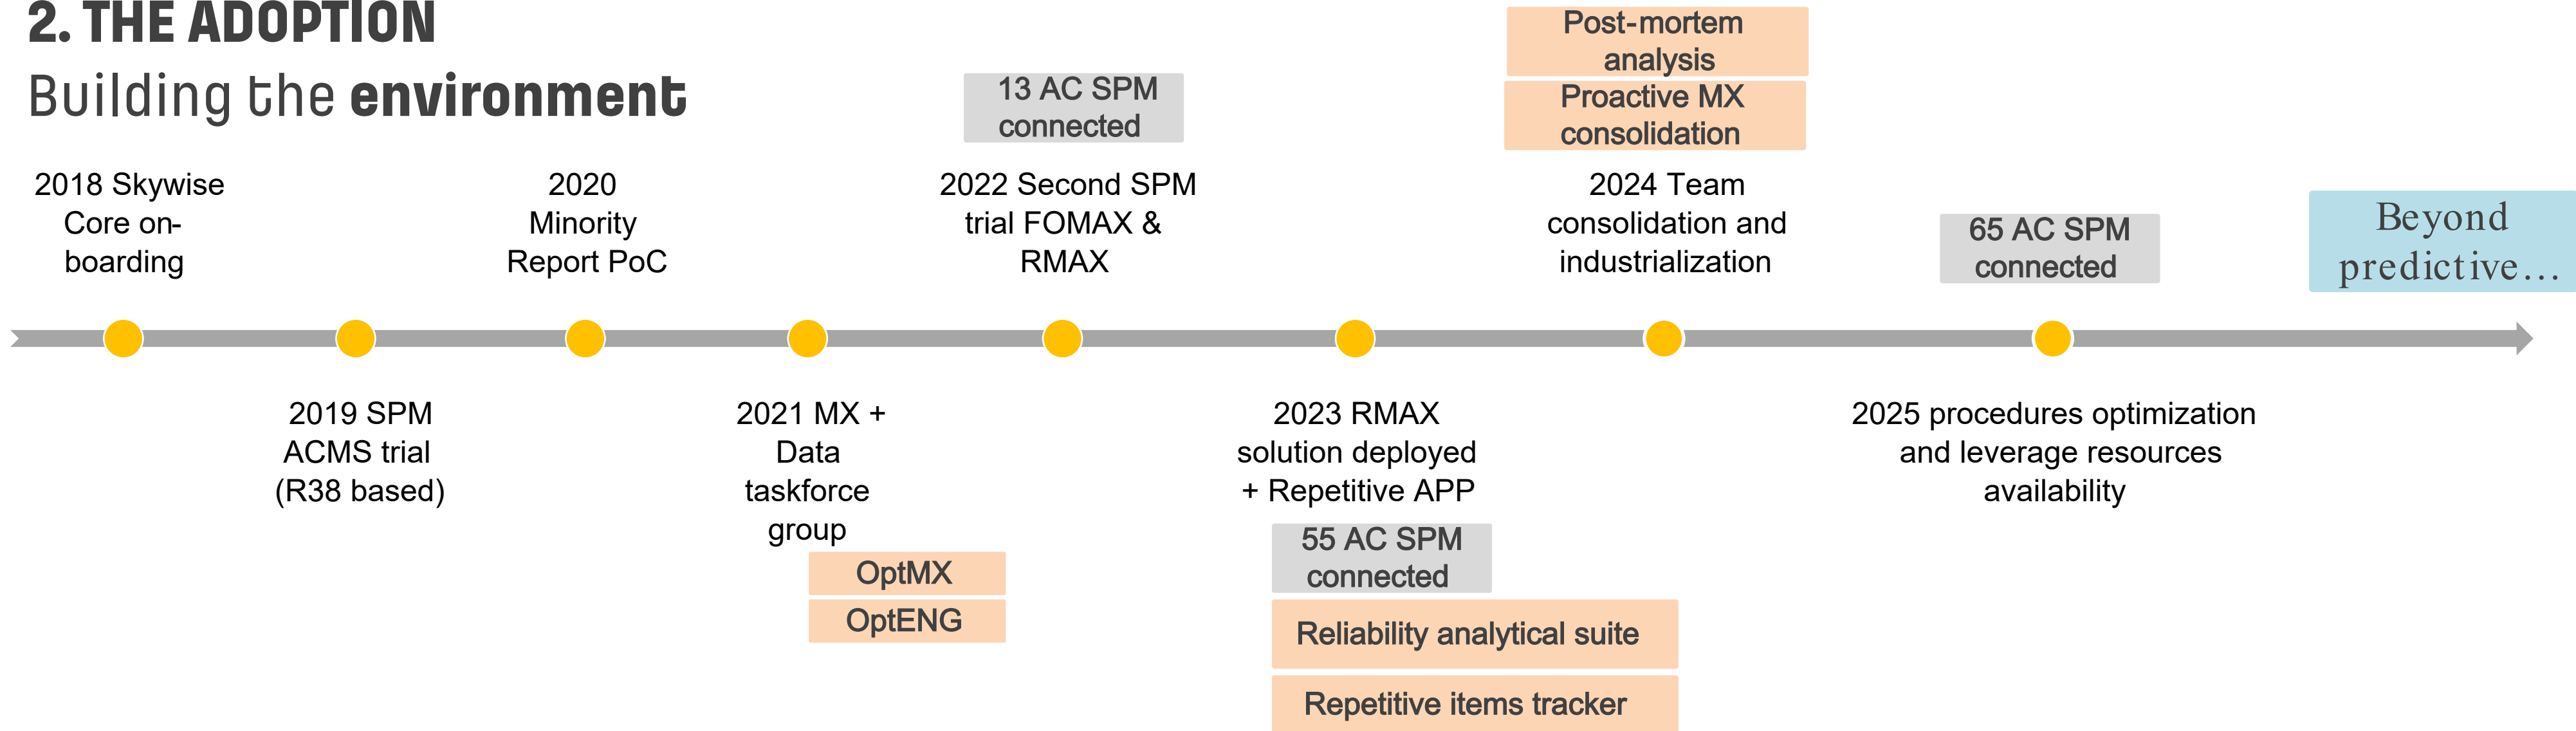 2. THE ADOPTION
Building the environment
2018 Skywise
Core on-
boarding
2019 SPM
ACMS trial
(R38 based)
2020
Minority
Report PoC
2021 MX +
Data
taskforce
group
OptMX
OptENG
13 AC SPM
connected
2022 Second SPM
trial FOMAX &
RMAX
2023 RMAX
solution deployed
+ Repetitive APP
55 AC SPM
connected
Reliability analytical suite
Repetitive items tracker
Post-mortem
analysis
Proactive MX
consolidation
2024 Team
consolidation and
industrialization
65 AC SPM
connected
2025 procedures optimization
and leverage resources
availability
Beyond
predictive…